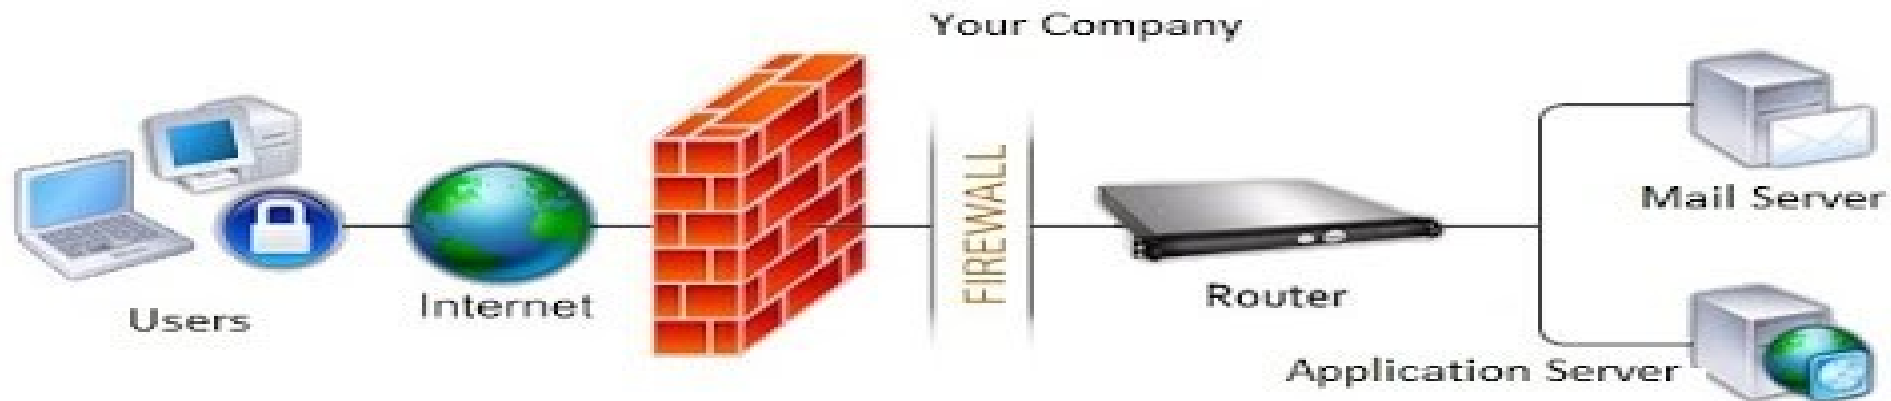 Your Company
Users
Internet
FIREWALL
Router
Mail Server
Application Server